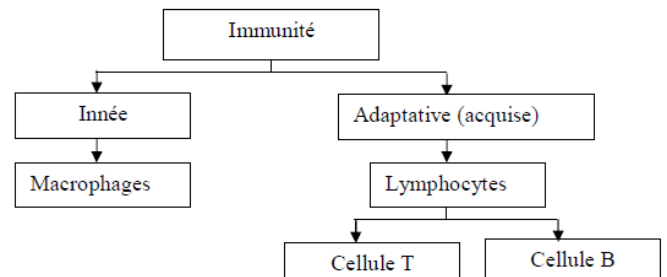 Immunité
Innée
Adaptative (acquise)
Macrophages
Lymphocytes
Cellule T
Cellule B